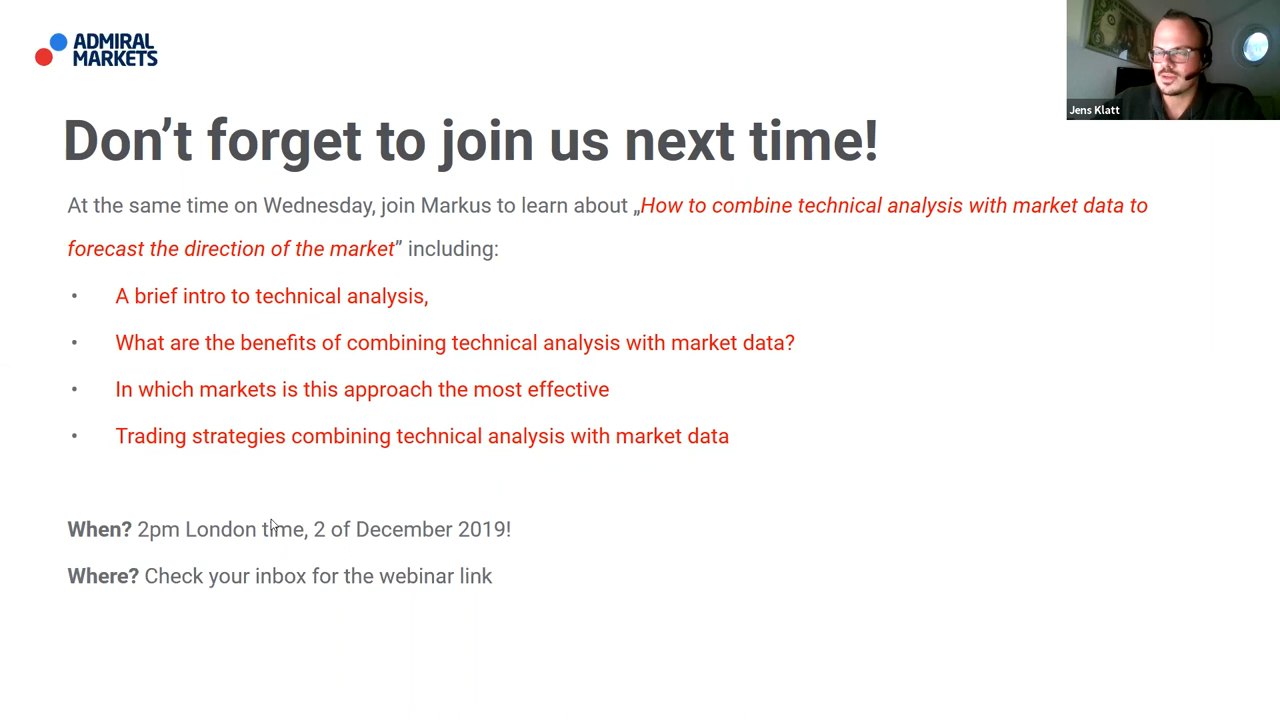 ADMIRAL
MARKETS
Jens Klatt
Don’t forget to join us next time!
At the same time on Wednesday, join Markus to learn about „How to combine technical analysis with market data to
forecast the direction of the market” including:
• A brief intro to technical analysis,
• What are the benefits of combining technical analysis with market data?
• In which markets is this approach the most effective
• Trading strategies combining technical analysis with market data
When? 2pm London time, 2 of December 2019!
Where? Check your inbox for the webinar link